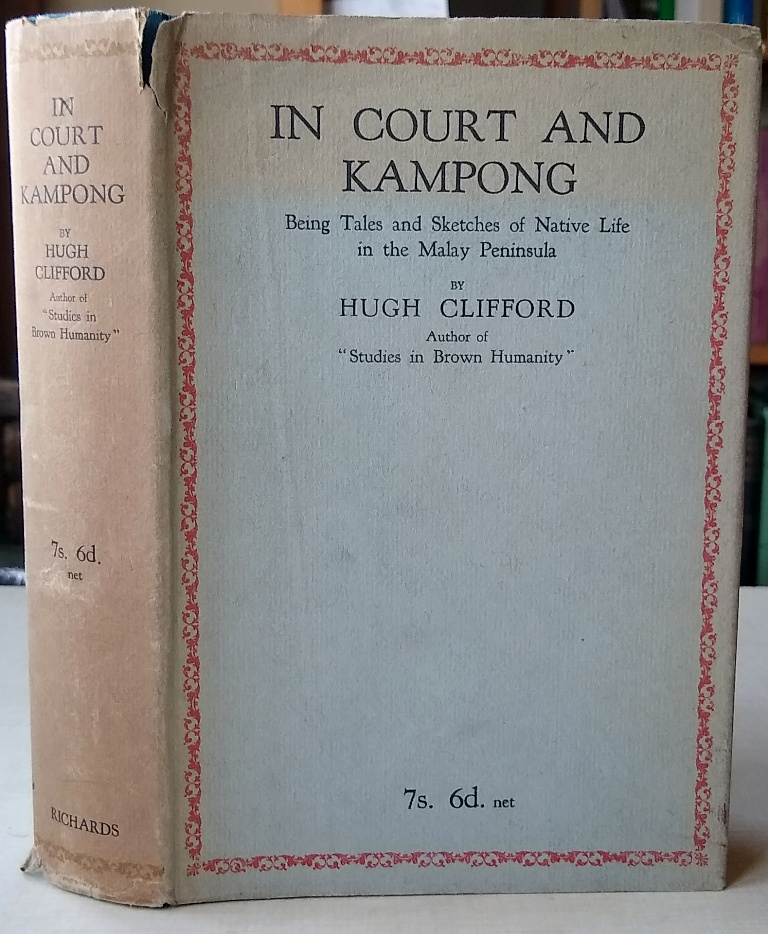 IN
COURT
AND
KAMPONG
BY
HUGH
CLIFFORD
Author of
"Studies in
Brown Humanity"
7s. 6d.
net
RICHARDS
IN COURT AND
KAMPONG
Being Tales and Sketches of Native Life
in the Malay Peninsula
BY
HUGH CLIFFORD
Author of
"Studies in Brown Humanity"
7s. 6d. net